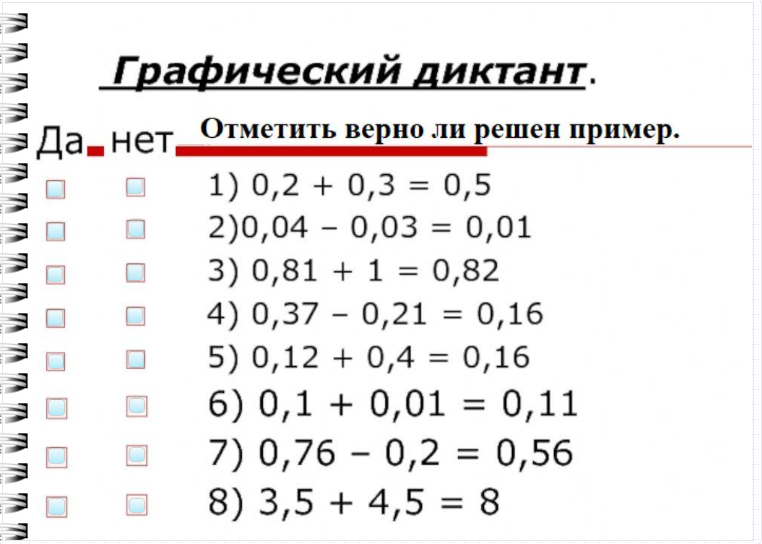 Графический диктант.
Да нет Отметить верно ли решен пример.
1) 0,2 + 0,3 = 0,5
2)0,04 – 0,03 = 0,01
3) 0,81 + 1 = 0,82
4) 0,37 – 0,21 = 0,16
5) 0,12 + 0,4 = 0,16
6) 0,1 + 0,01 = 0,11
7) 0,76 – 0,2 = 0,56
8) 3,5 + 4,5 = 8